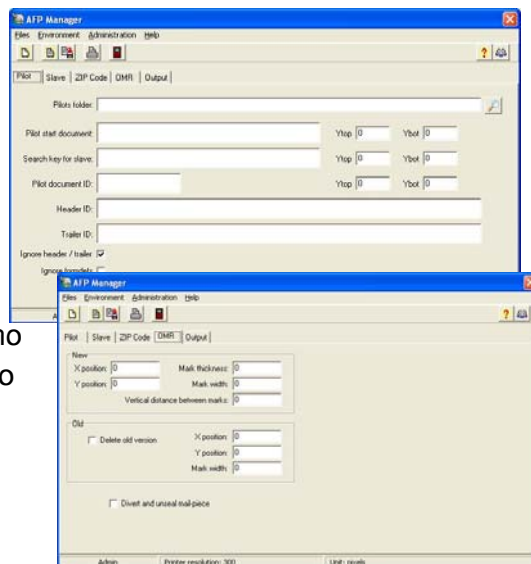 AFP Manager
Files Environment Administration Help
Pilot Slave ZIP Code OMR Output
Pilots folder:
Pilot start document: Ytop 0 Ybot 0
Search key for slave: Ytop 0 Ybot 0
Pilot document ID: Ytop 0 Ybot 0
Header ID:
Trailer ID:
Ignore header / trailer
Ignore formdefs
no
o
AFP Manager
Files Environment Administration Help
Pilot Slave ZIP Code OMR Output
New
X position: 0 Mark thickness: 0
Y position: 0 Mark width: 0
Vertical distance between marks: 0
Old
Delete old version X position: 0
Y position: 0
Mark width: 0
Divert and unseal mail-piece
Admin Printer resolution: 300 Unit: pixels